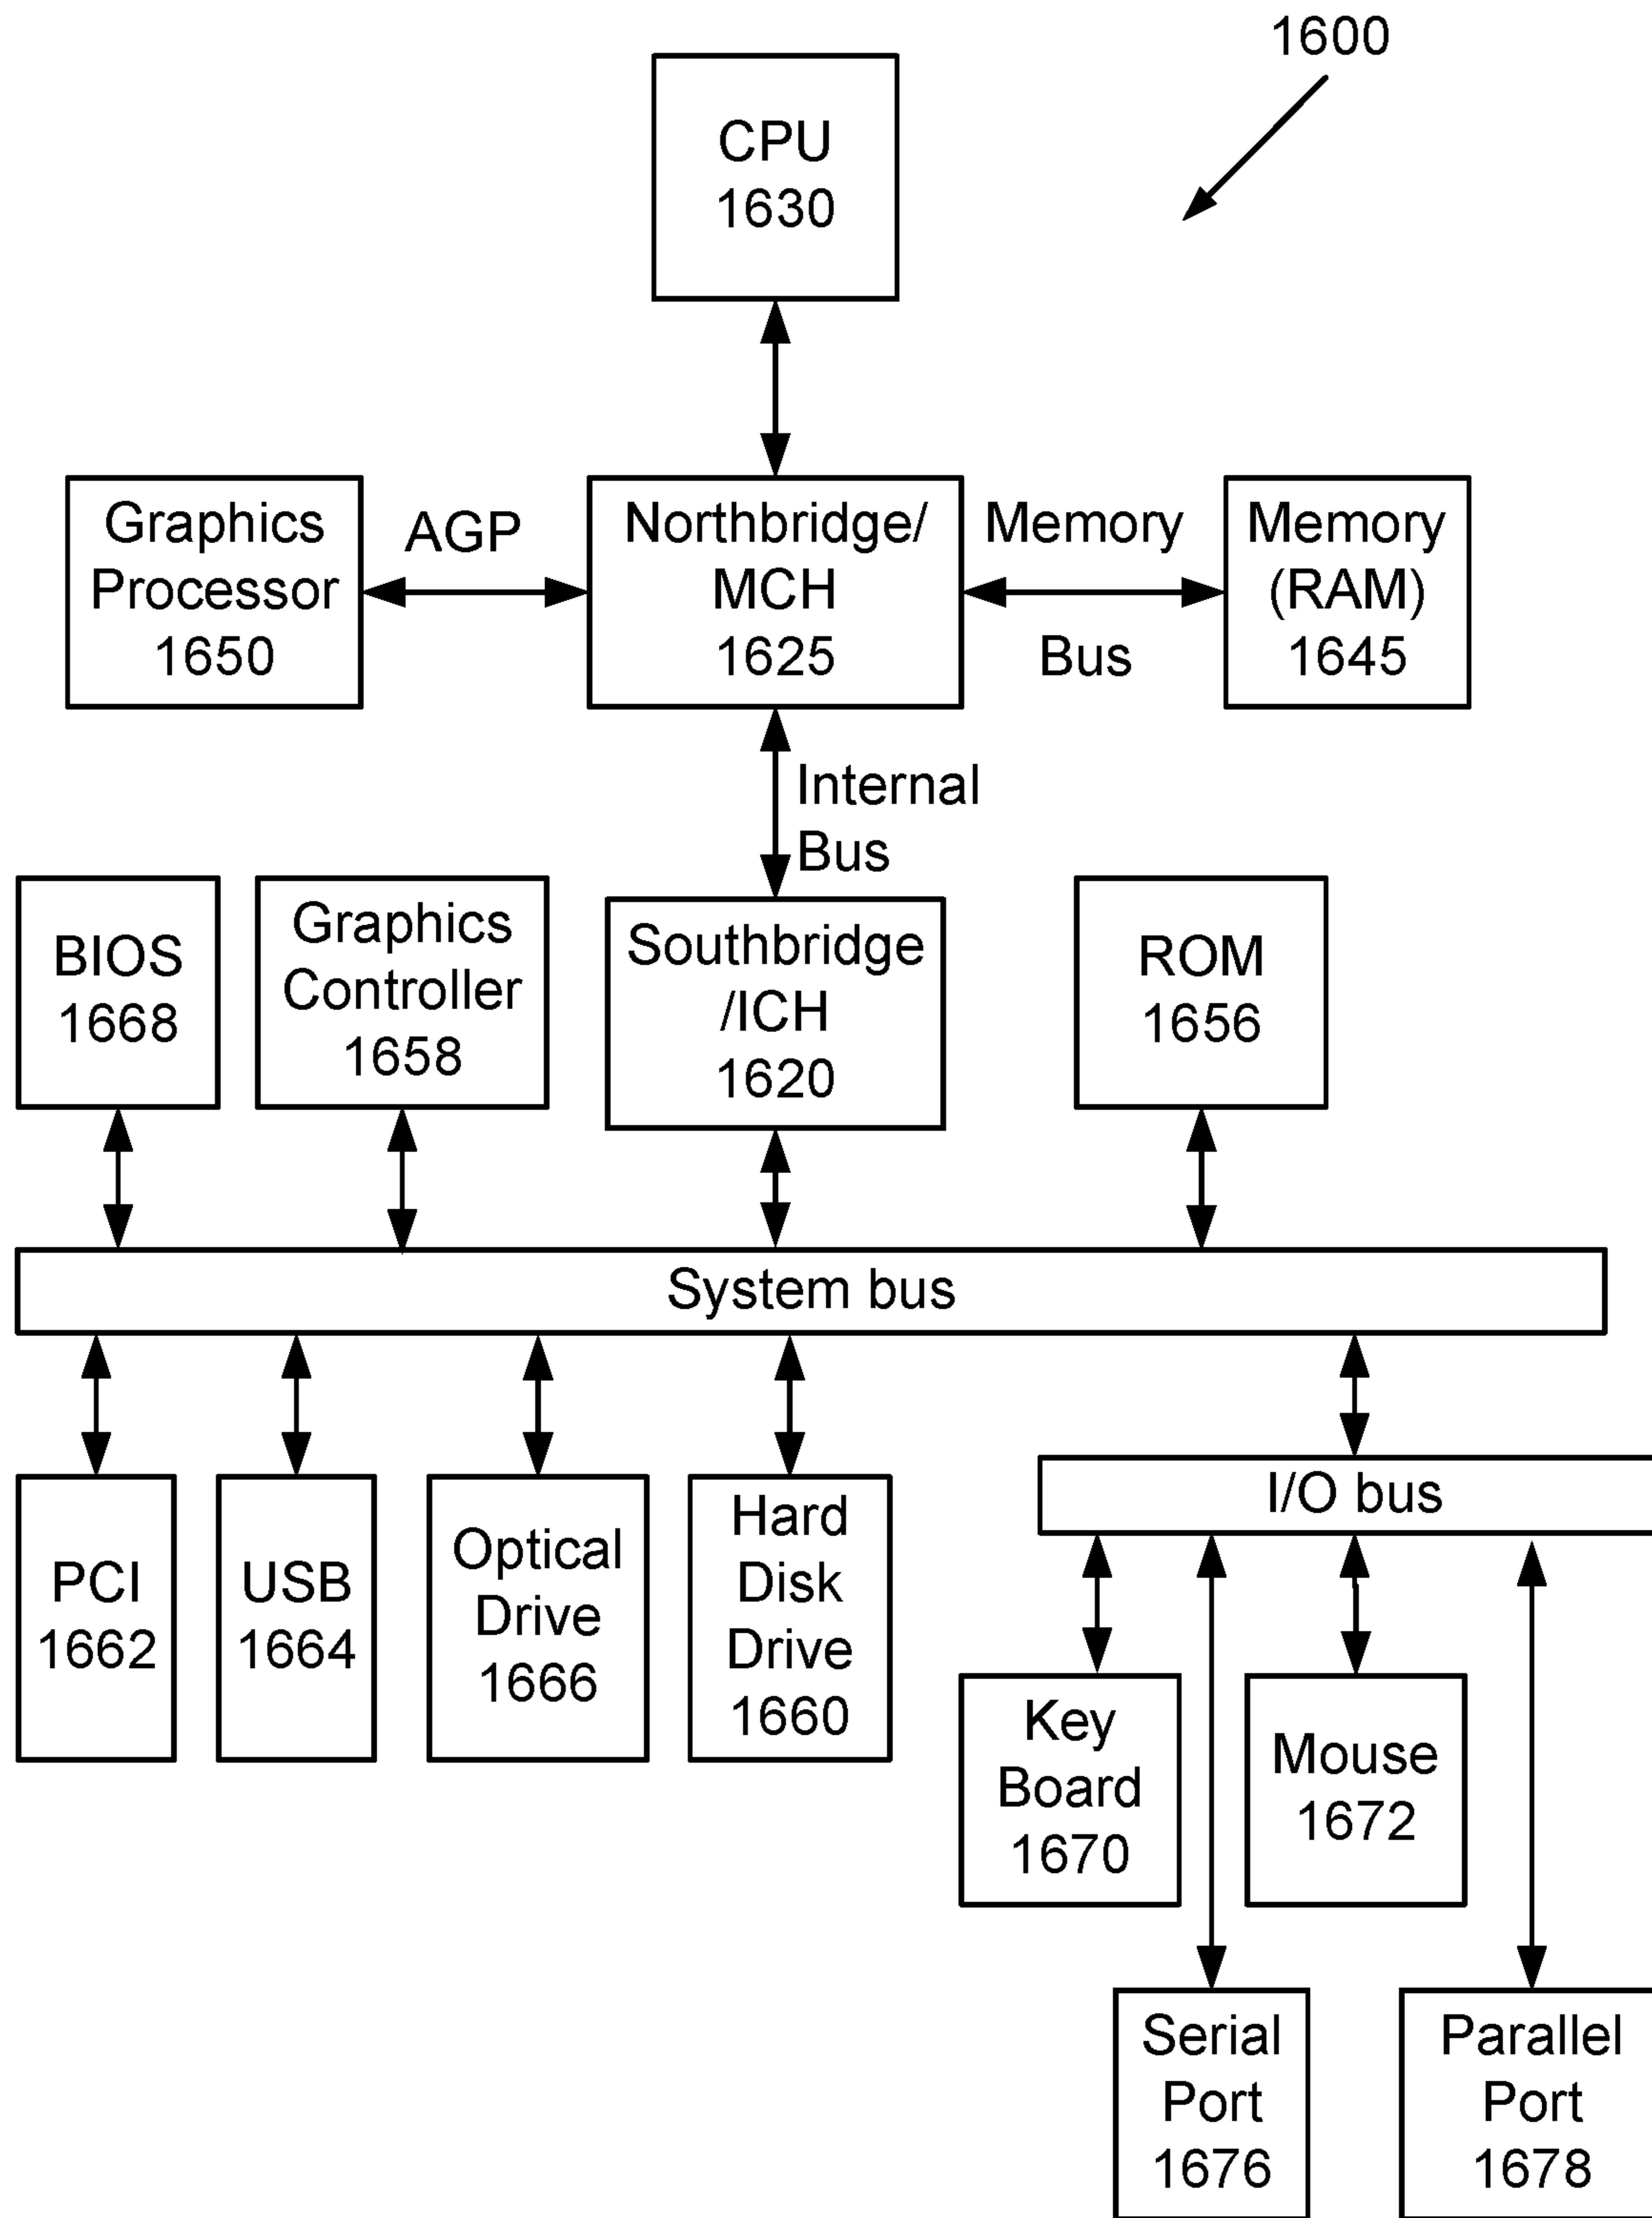 1600
CPU
1630
Graphics
Processor
1650
AGP
Northbridge/
MCH
1625
Memory
Bus
Memory
(RAM)
1645
Internal
Bus
BIOS
1668
Graphics
Controller
1658
Southbridge
/ICH
1620
ROM
1656
System bus
PCI
1662
USB
1664
Optical
Drive
1666
Hard
Disk
Drive
1660
I/O bus
Key
Board
1670
Mouse
1672
Serial
Port
1676
Parallel
Port
1678